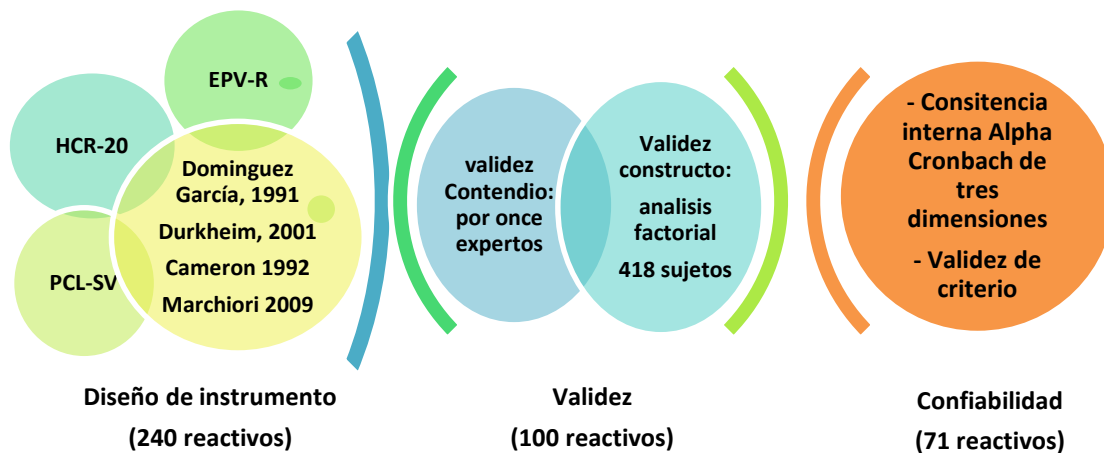 EPV-R
HCR-20
PCL-SV
Dominguez
García, 1991
Durkheim, 2001
Cameron 1992
Marchiori 2009
Diseño de instrumento
(240 reactivos)
validez
Contendio:
por once
expertos
Validez
constructo:
analisis
factorial
418 sujetos
Validez
(100 reactivos)
- Consitencia
interna Alpha
Cronbach de
tres
dimensiones
- Validez de
criterio
Confiabilidad
(71 reactivos)